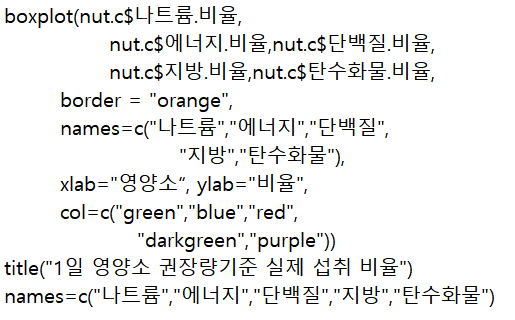 boxplot(nut.c$나트륨.비율,
nut.c$에너지.비율,nut.c$단백질.비율,
nut.c$지방.비율,nut.c$탄수화물.비율,
border = "orange",
names=c("나트륨","에너지","단백질",
"지방","탄수화물"),
xlab="영양소“, ylab="비율",
col=c("green","blue","red",
"darkgreen","purple"))
title("1일 영양소 권장량기준 실제 섭취 비율")
names=c("나트륨","에너지","단백질","지방","탄수화물")